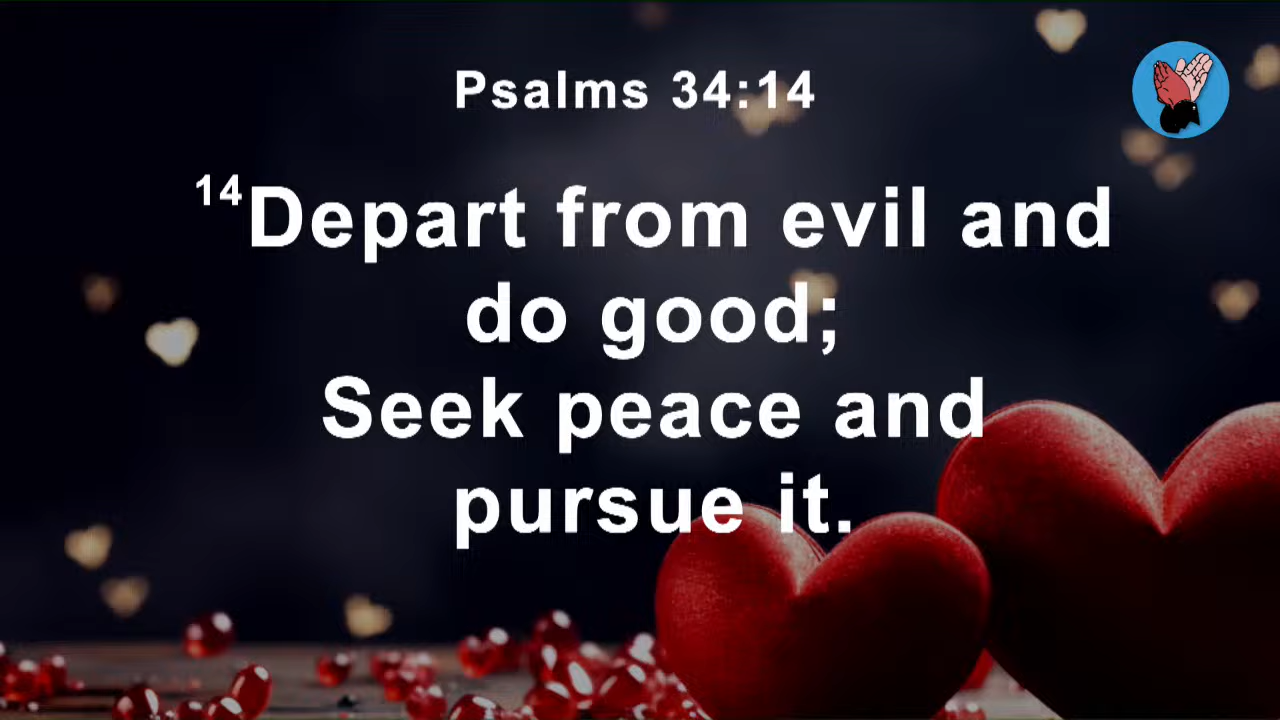 Psalms 34:14
14Depart from evil and
do good;
Seek peace and
pursue it.